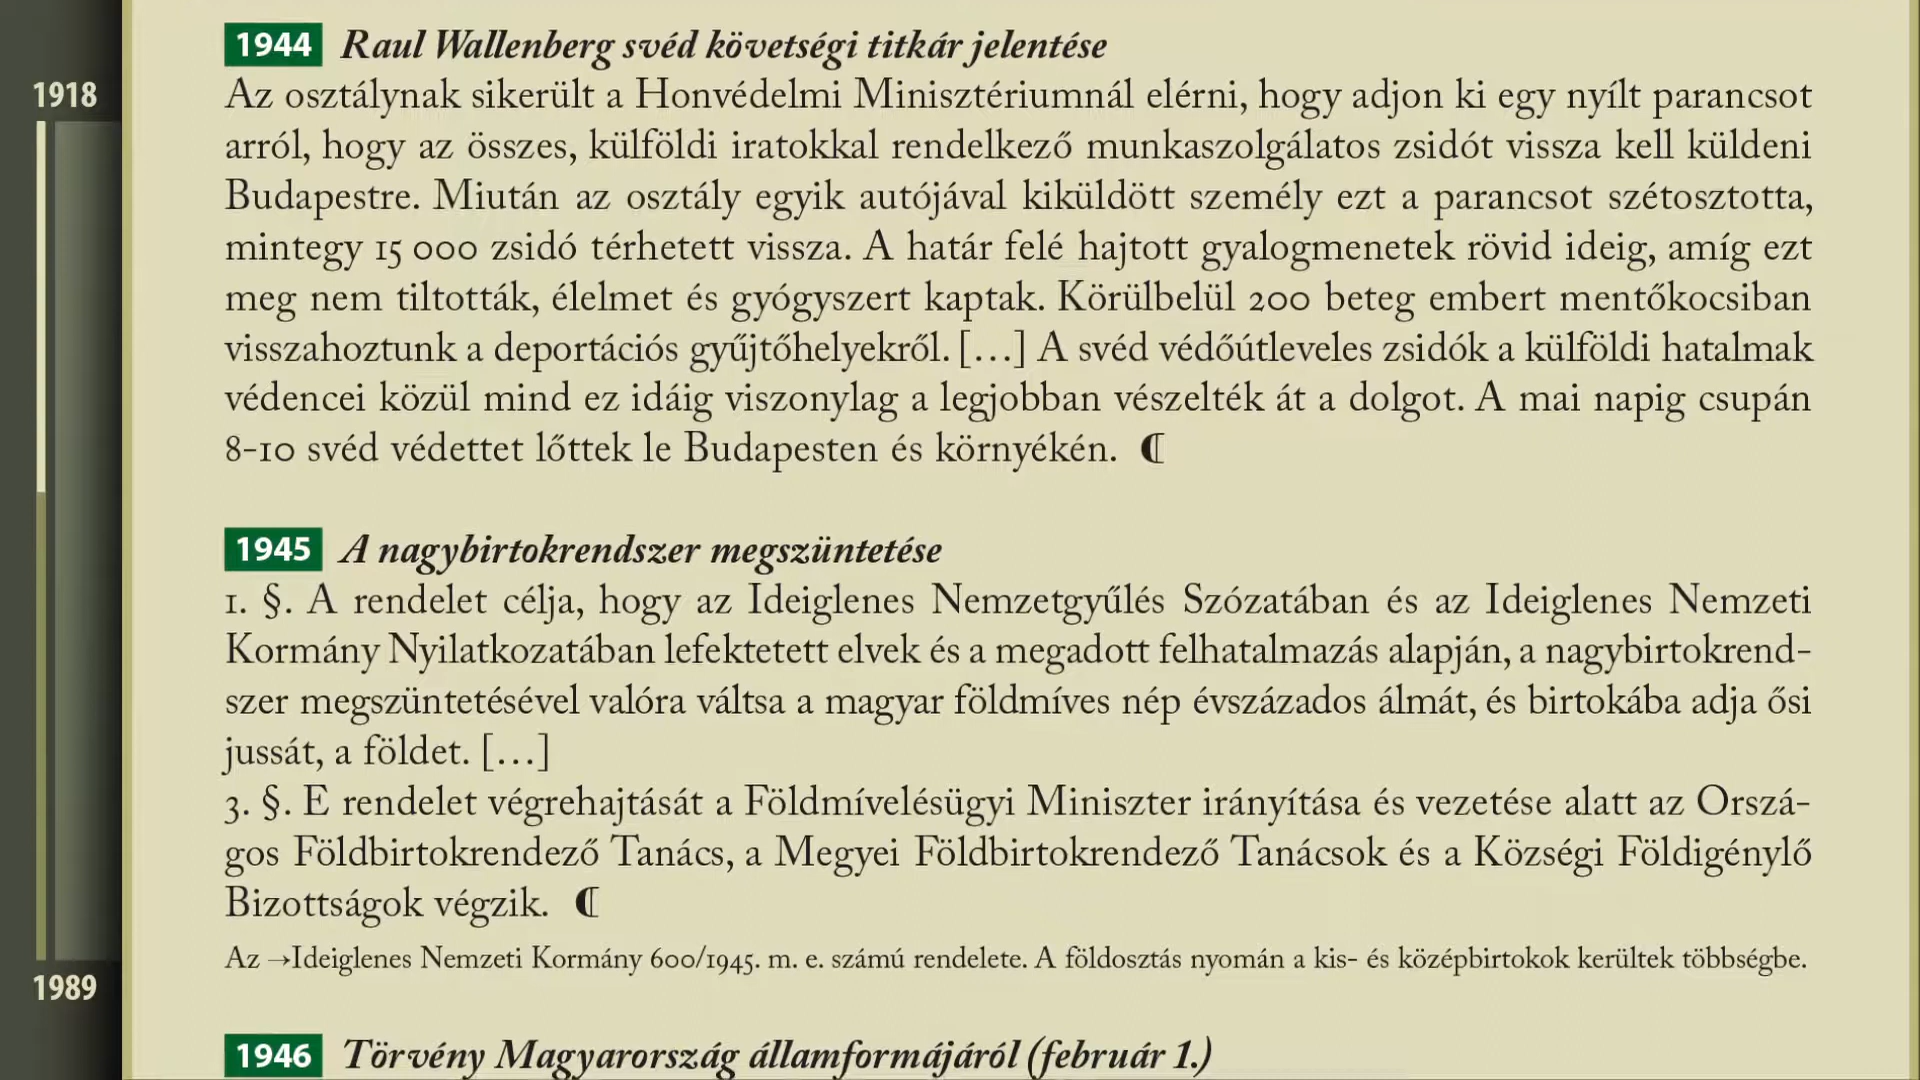 1918
1989
1944 Raul Wallenberg svéd követségi titkár jelentése
Az osztálynak sikerült a Honvédelmi Minisztériumnál elérni, hogy adjon ki egy nyílt parancsot
arról, hogy az összes, külföldi iratokkal rendelkező munkaszolgálatos zsidót vissza kell küldeni
Budapestre. Miután az osztály egyik autójával kiküldött személy ezt a parancsot szétosztotta,
mintegy 15 000 zsidó térhetett vissza. A határ felé hajtott gyalogmenetek rövid ideig, amíg ezt
meg nem tiltották, élelmet és gyógyszert kaptak. Körülbelül 200 beteg embert mentőkocsiban
visszahoztunk a deportációs gyűjtőhelyekről. […] A svéd védőútleveles zsidók a külföldi hatalmak
védencei közül mind ez idáig viszonylag a legjobban vészelték át a dolgot. A mai napig csupán
8-10 svéd védettet lőttek le Budapesten és környékén. ⁋
1945 A nagybirtokrendszer megszüntetése
1. §. A rendelet célja, hogy az Ideiglenes Nemzetgyűlés Szózatában és az Ideiglenes Nemzeti
Kormány Nyilatkozatában lefektetett elvek és a megadott felhatalmazás alapján, a nagybirtokrend-
szer megszüntetésével valóra váltsa a magyar földmíves nép évszázados álmát, és birtokába adja ősi
jussát, a földet. […]
3. §. E rendelet végrehajtását a Földmívelésügyi Miniszter irányítása és vezetése alatt az Orszá-
gos Földbirtokrendező Tanács, a Megyei Földbirtokrendező Tanácsok és a Községi Földigénylő
Bizottságok végzik. ⁋
Az →Ideiglenes Nemzeti Kormány 600/1945. m. e. számú rendelete. A földosztás nyomán a kis- és középbirtokok kerültek többségbe.
1946 Törvény Magyarország államformájáról (február 1.)